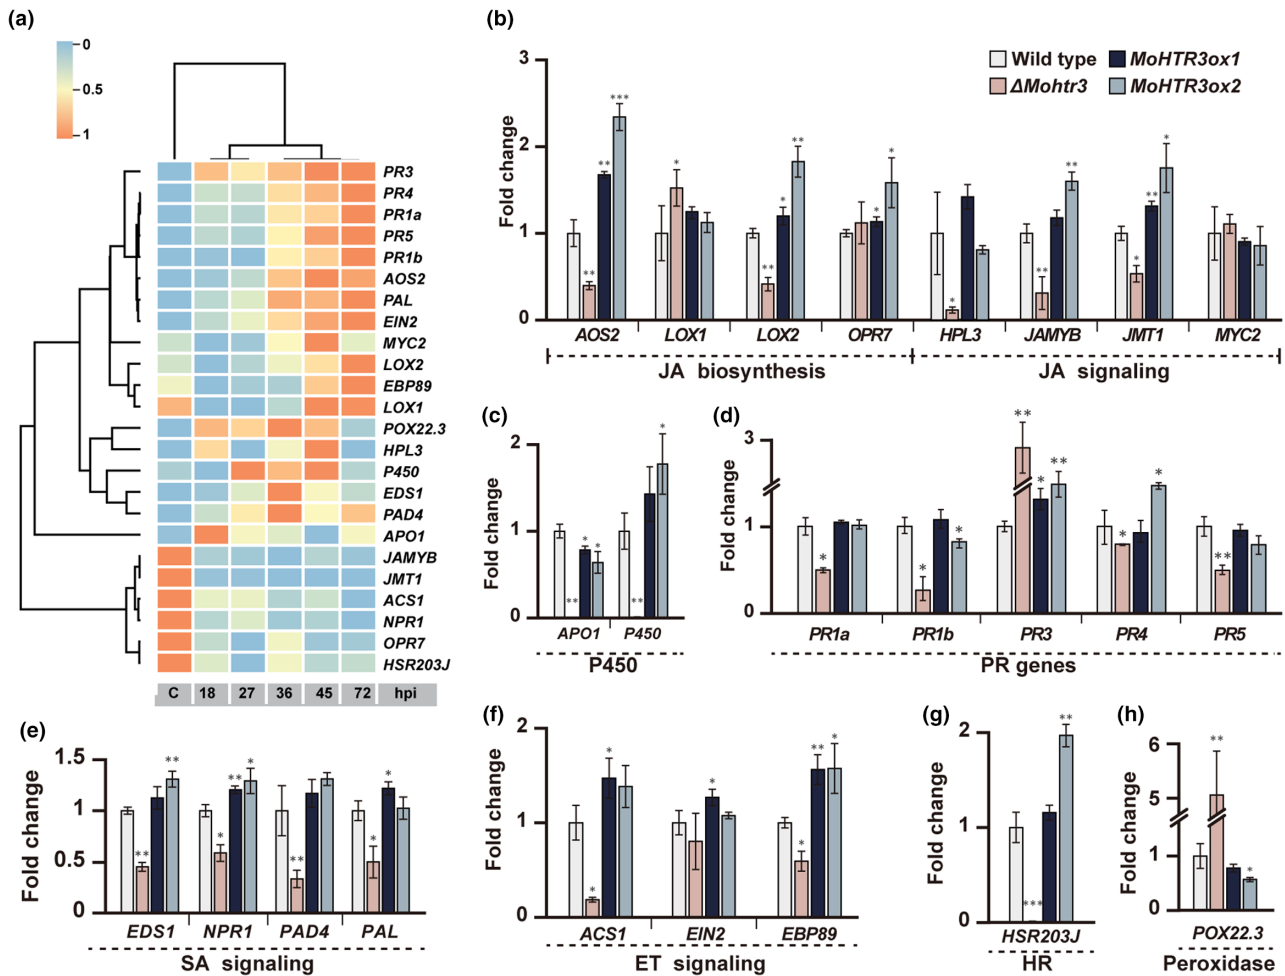 (a)
0
0.5
1
PR3
PR4
PR1a
PR5
PR1b
AOS2
PAL
EIN2
MYC2
LOX2
EBP89
LOX1
POX22.3
HPL3
P450
EDS1
PAD4
APO1
JAMYB
JMT1
ACS1
NPR1
OPR7
HSR203J
C 18 27 36 45 72 hpi
(b)
Wild type MoHTR3ox1
ΔMohtr3 MoHTR3ox2
Fold change
3
2
1
0
** ** *** * * ** ** * * * ** ** * ** *
AOS2 LOX1 LOX2 OPR7 HPL3 JAMYB JMT1 MYC2
JA biosynthesis JA signaling
(c)
Fold change
2
1
0
** * * ** *
APO1 P450
P450
(d)
Fold change
3
1
0
* * * ** * ** * * **
PR1a PR1b PR3 PR4 PR5
PR genes
(e)
Fold change
1.5
1
0.5
0
** ** * ** * ** * *
EDS1 NPR1 PAD4 PAL
SA signaling
(f)
Fold change
2
1
0
* * * * ** *
ACS1 EIN2 EBP89
ET signaling
(g)
Fold change
2
1
0
*** **
HSR203J
HR
(h)
Fold change
6
5
1
0
** *
POX22.3
Peroxidase